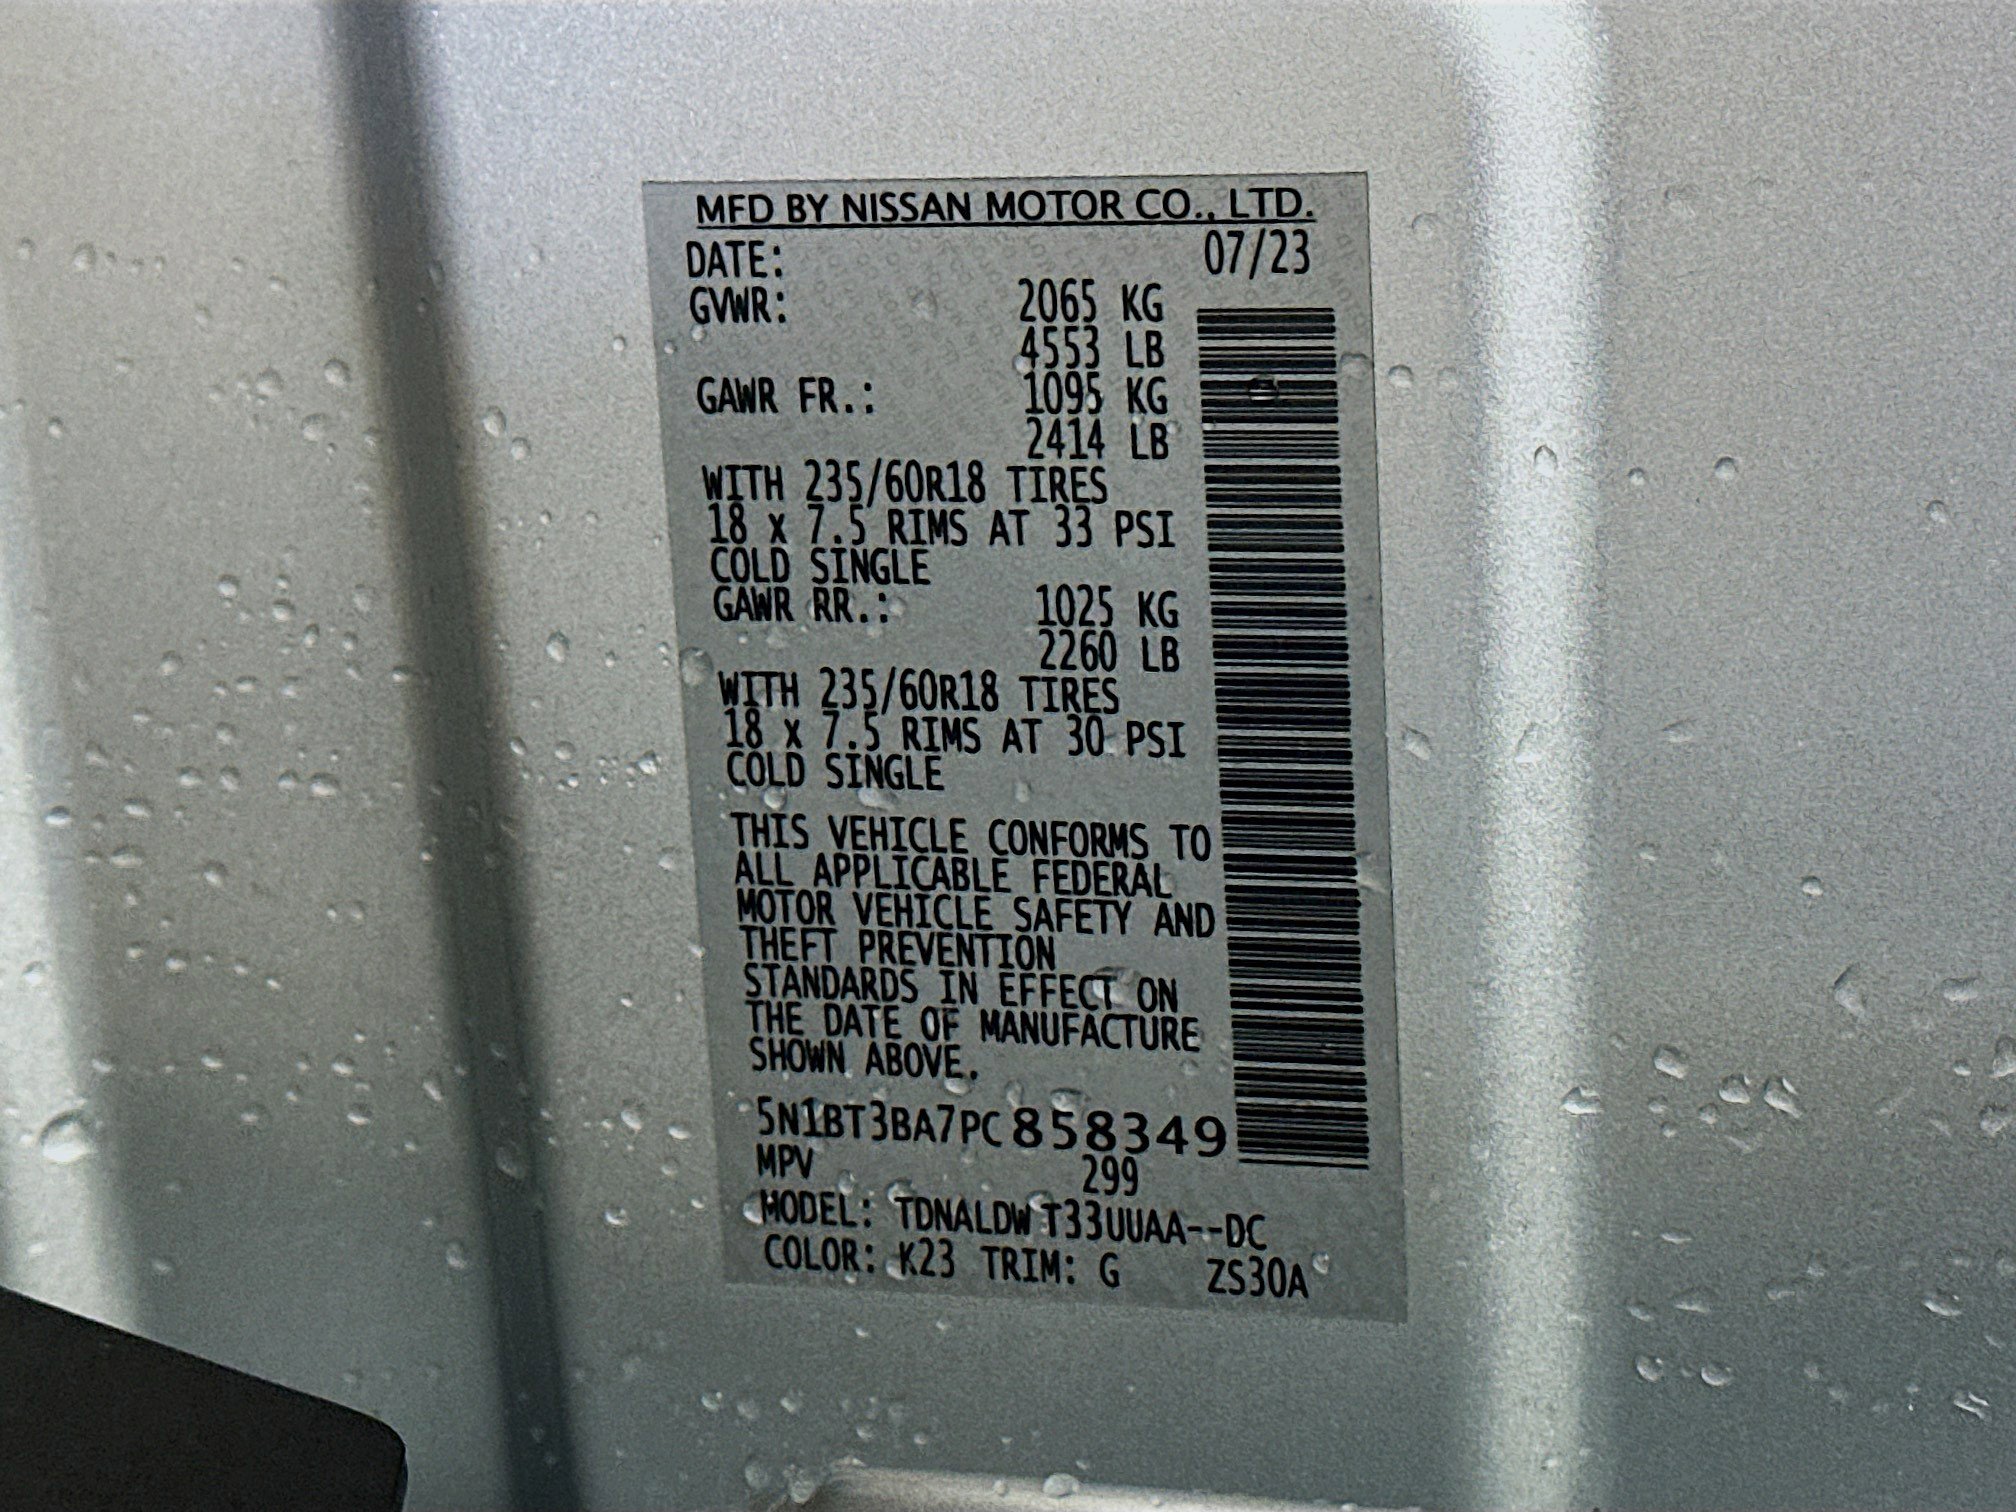 MFD BY NISSAN MOTOR CO., LTD.
DATE: 07/23
GVWR: 2065 KG
4553 LB
GAWR FR.: 1095 KG
2414 LB
WITH 235/60R18 TIRES
18 x 7.5 RIMS AT 33 PSI
COLD SINGLE
GAWR RR.: 1025 KG
2260 LB
WITH 235/60R18 TIRES
18 x 7.5 RIMS AT 30 PSI
COLD SINGLE
THIS VEHICLE CONFORMS TO
ALL APPLICABLE FEDERAL
MOTOR VEHICLE SAFETY AND
THEFT PREVENTION
STANDARDS IN EFFECT ON
THE DATE OF MANUFACTURE
SHOWN ABOVE.
5N1BT3BA7PC858349
MPV 299
MODEL: TDNALDWT33UUAA--DC
COLOR: K23 TRIM: G ZS30A